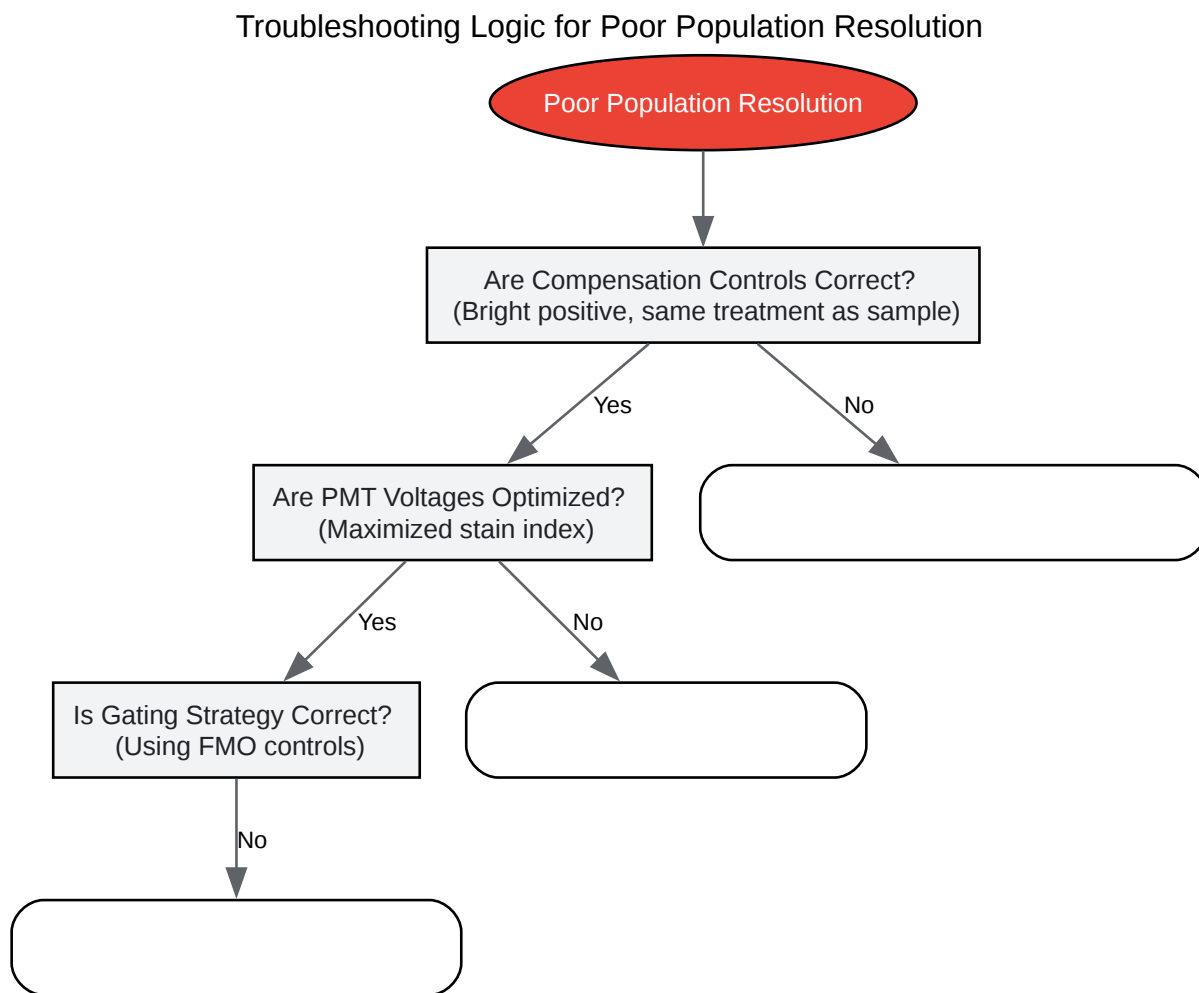 Troubleshooting Logic for Poor Population Resolution
Poor Population Resolution
Are Compensation Controls Correct?
(Bright positive, same treatment as sample)
Yes
No
Are PMT Voltages Optimized?
(Maximized stain index)
Yes
No
Is Gating Strategy Correct?
(Using FMO controls)
No